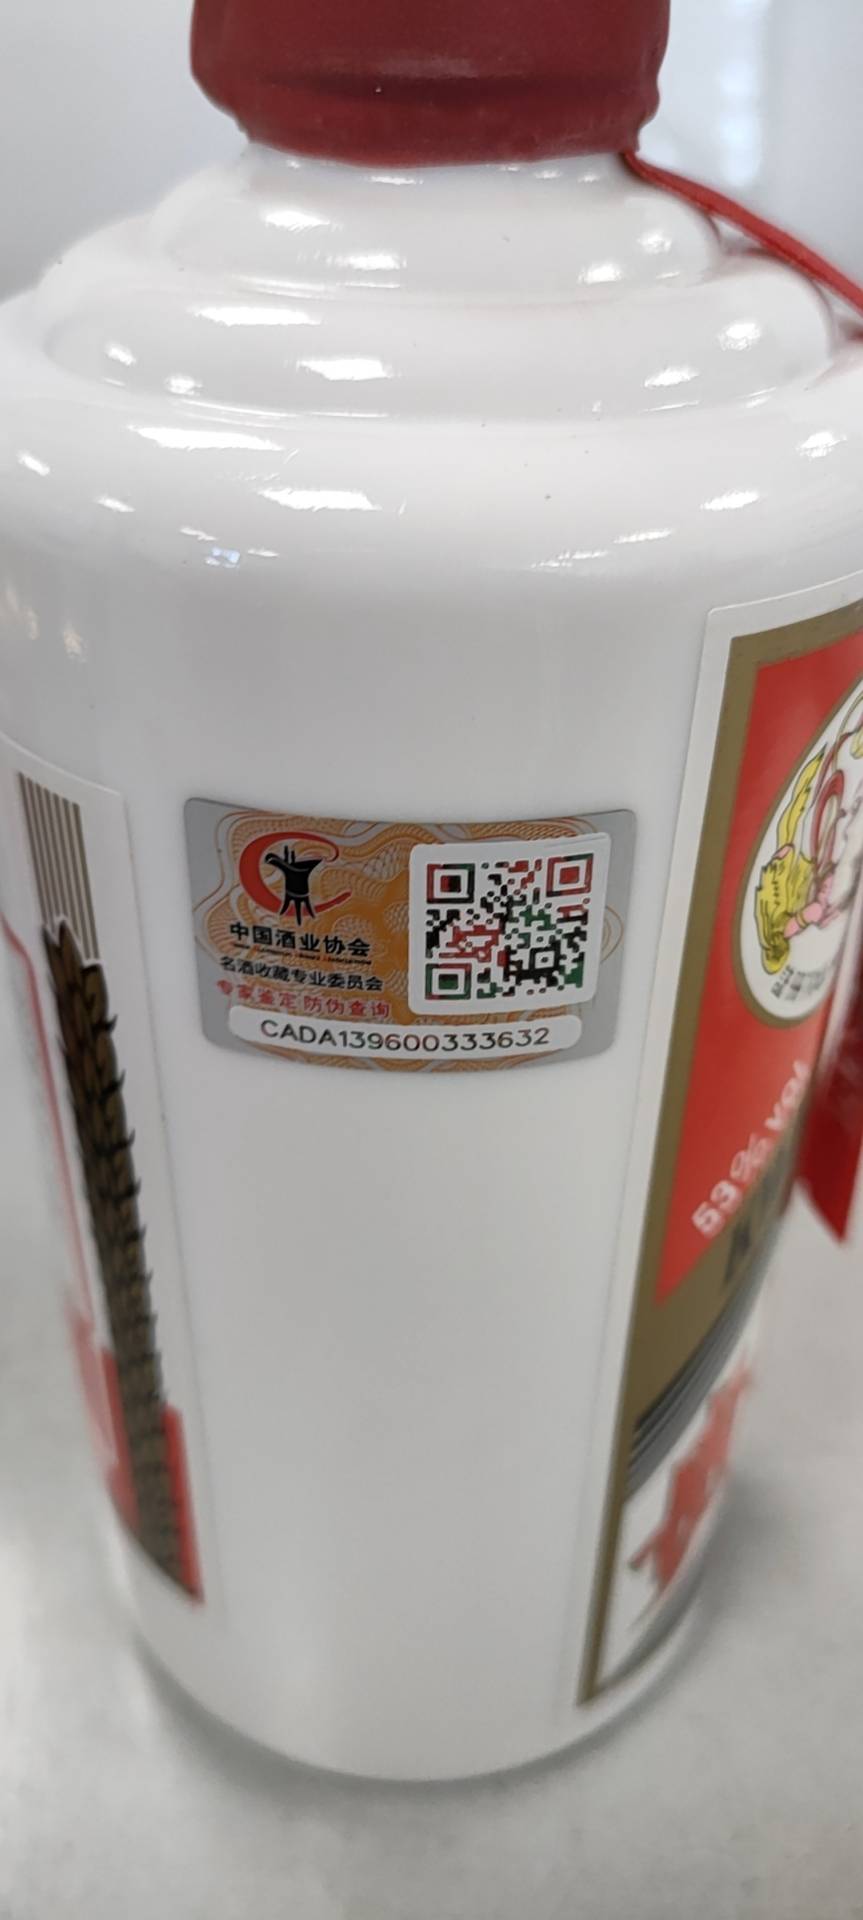 中国酒业协会
名酒收藏专业委员会
专家鉴定 防伪查询
CADA139600333632
53% VOL